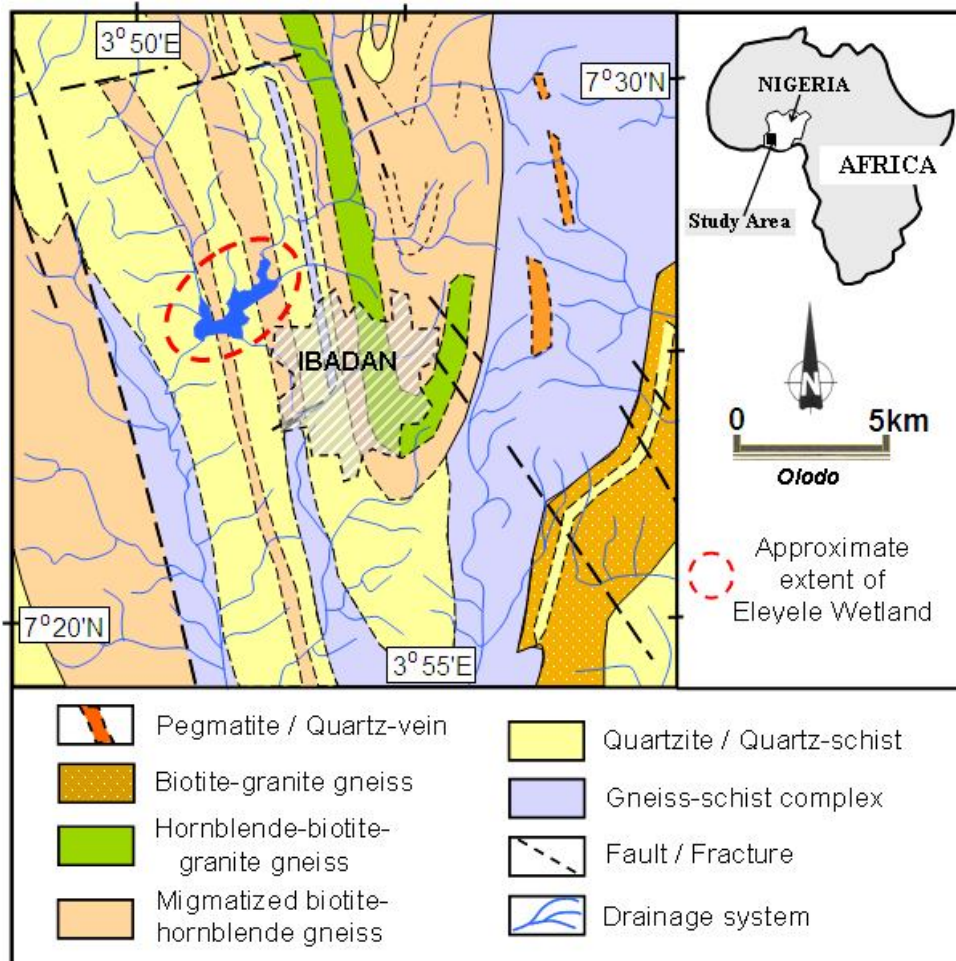 3°50'E
7°30'N
IBADAN
7°20'N
3°55'E
NIGERIA
AFRICA
Study Area
N
0 5km
Olodo
Approximate
extent of
Eleyele Wetland
Pegmatite / Quartz-vein
Biotite-granite gneiss
Hornblende-biotite-
granite gneiss
Migmatized biotite-
hornblende gneiss
Quartzite / Quartz-schist
Gneiss-schist complex
Fault / Fracture
Drainage system